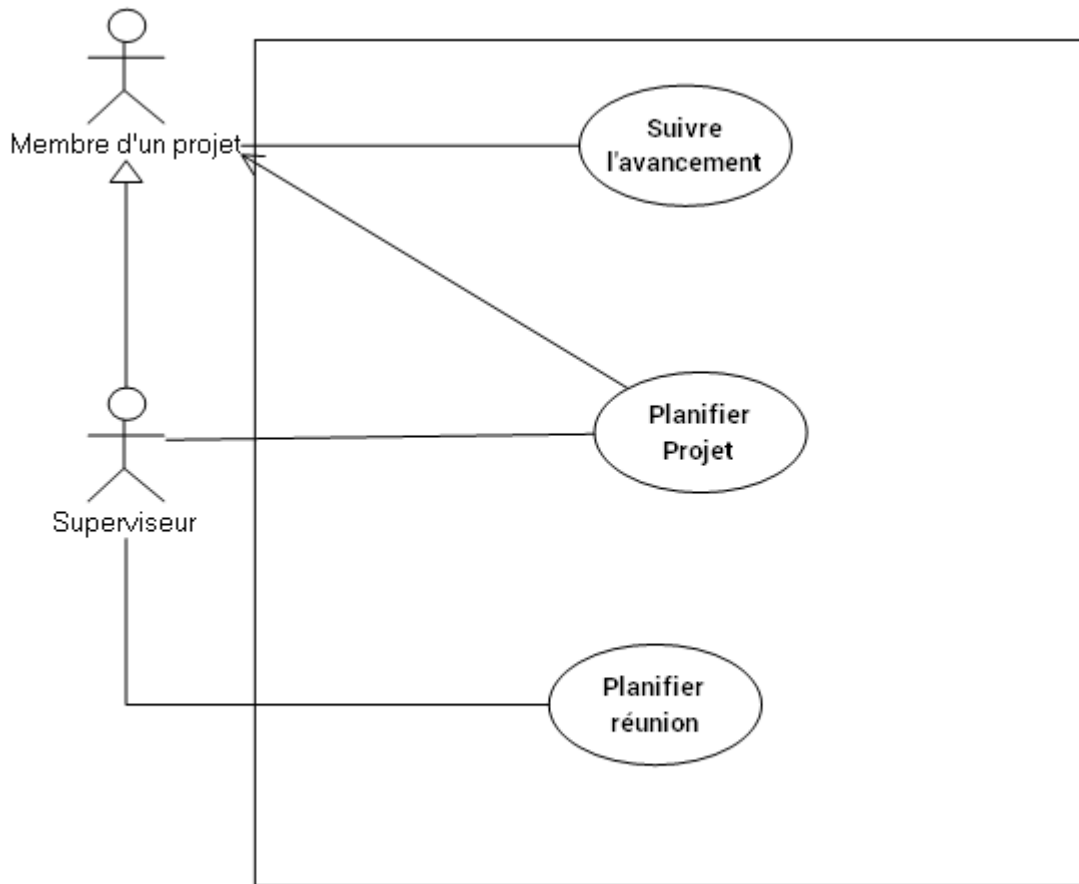 Membre d'un projet
Suivre
l'avancement
Planifier
Projet
Superviseur
Planifier
réunion